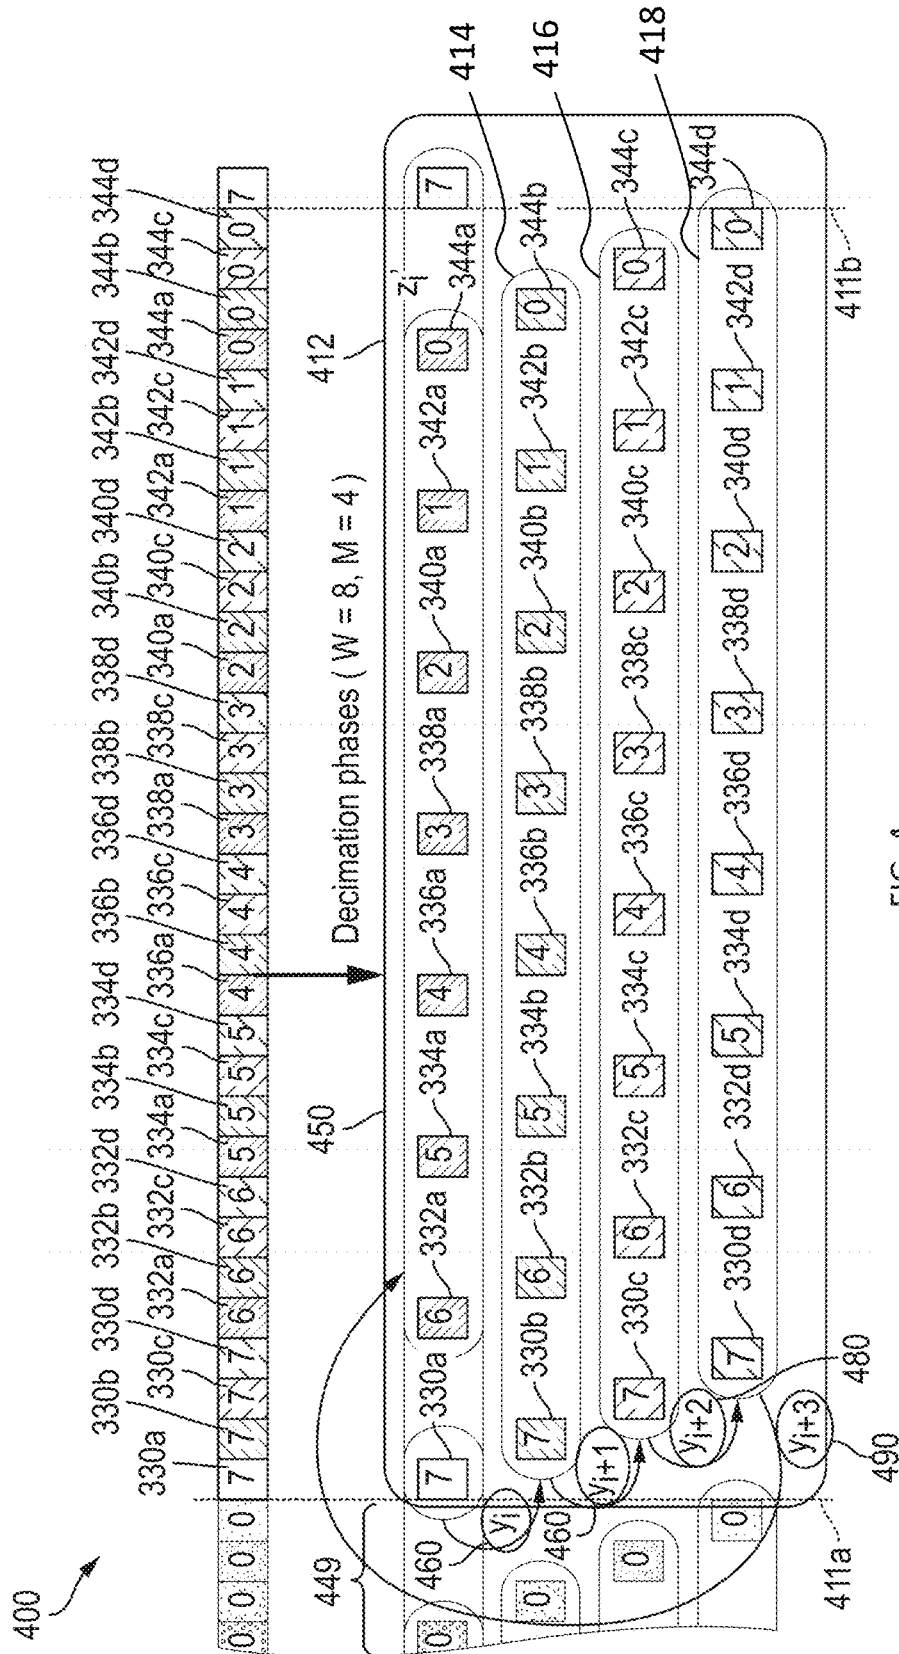 400
330b 330d 332b 332d 334b 334d 336b 336d 338b 338d 340b 340d 342b 342d 344b 344d
330a 330c 332a 332c 334a 334c 336a 336c 338a 338c 340a 340c 342a 342c 344a 344c
0 0 0 0 7 7 7 7 6 6 6 6 5 5 5 5 4 4 4 4 3 3 3 3 2 2 2 2 1 1 1 1 0 0 0 0 7
449 450 412
Decimation phases ( W = 8, M = 4 )
zi
0 7 330a 6 332a 5 334a 4 336a 3 338a 2 340a 1 342a 0 344a 7
414
460 yi
0 7 330b 6 332b 5 334b 4 336b 3 338b 2 340b 1 342b 0 344b
416
460 yi+1
0 7 330c 6 332c 5 334c 4 336c 3 338c 2 340c 1 342c 0 344c
418
yi+2
0 7 330d 6 332d 5 334d 4 336d 3 338d 2 340d 1 342d 0 344d
yi+3
411a 490 480 411b